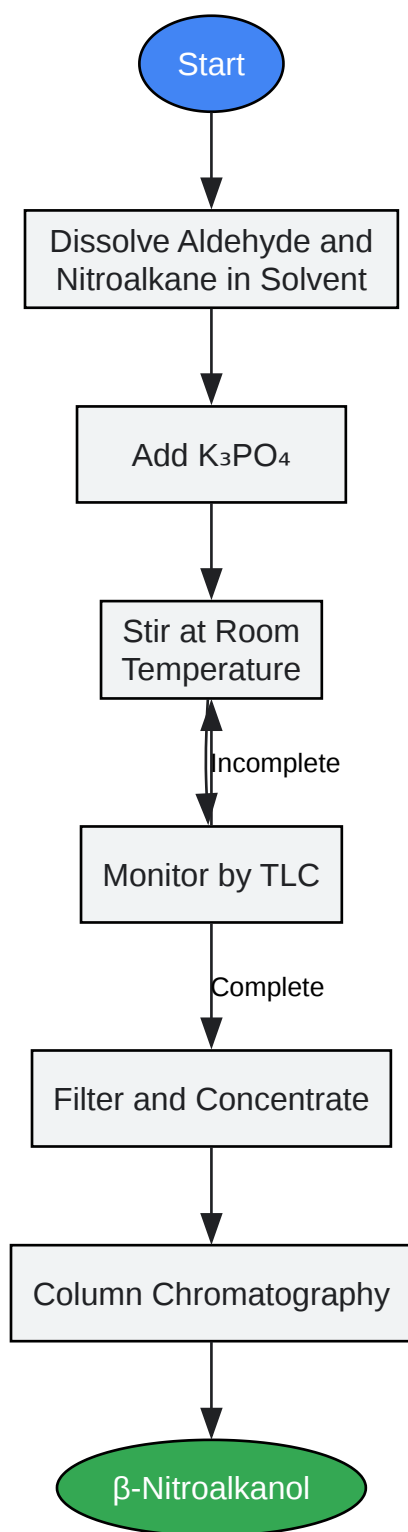 Start
Dissolve Aldehyde and
Nitroalkane in Solvent
Add K₃PO₄
Stir at Room
Temperature
Incomplete
Monitor by TLC
Complete
Filter and Concentrate
Column Chromatography
β-Nitroalkanol